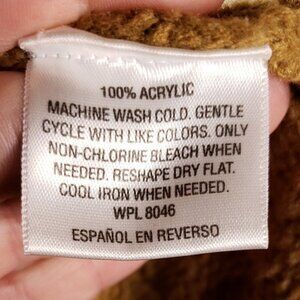 100% ACRYLIC
MACHINE WASH COLD. GENTLE
CYCLE WITH LIKE COLORS. ONLY
NON-CHLORINE BLEACH WHEN
NEEDED. RESHAPE DRY FLAT.
COOL IRON WHEN NEEDED.
WPL 8046
ESPAÑOL EN REVERSO